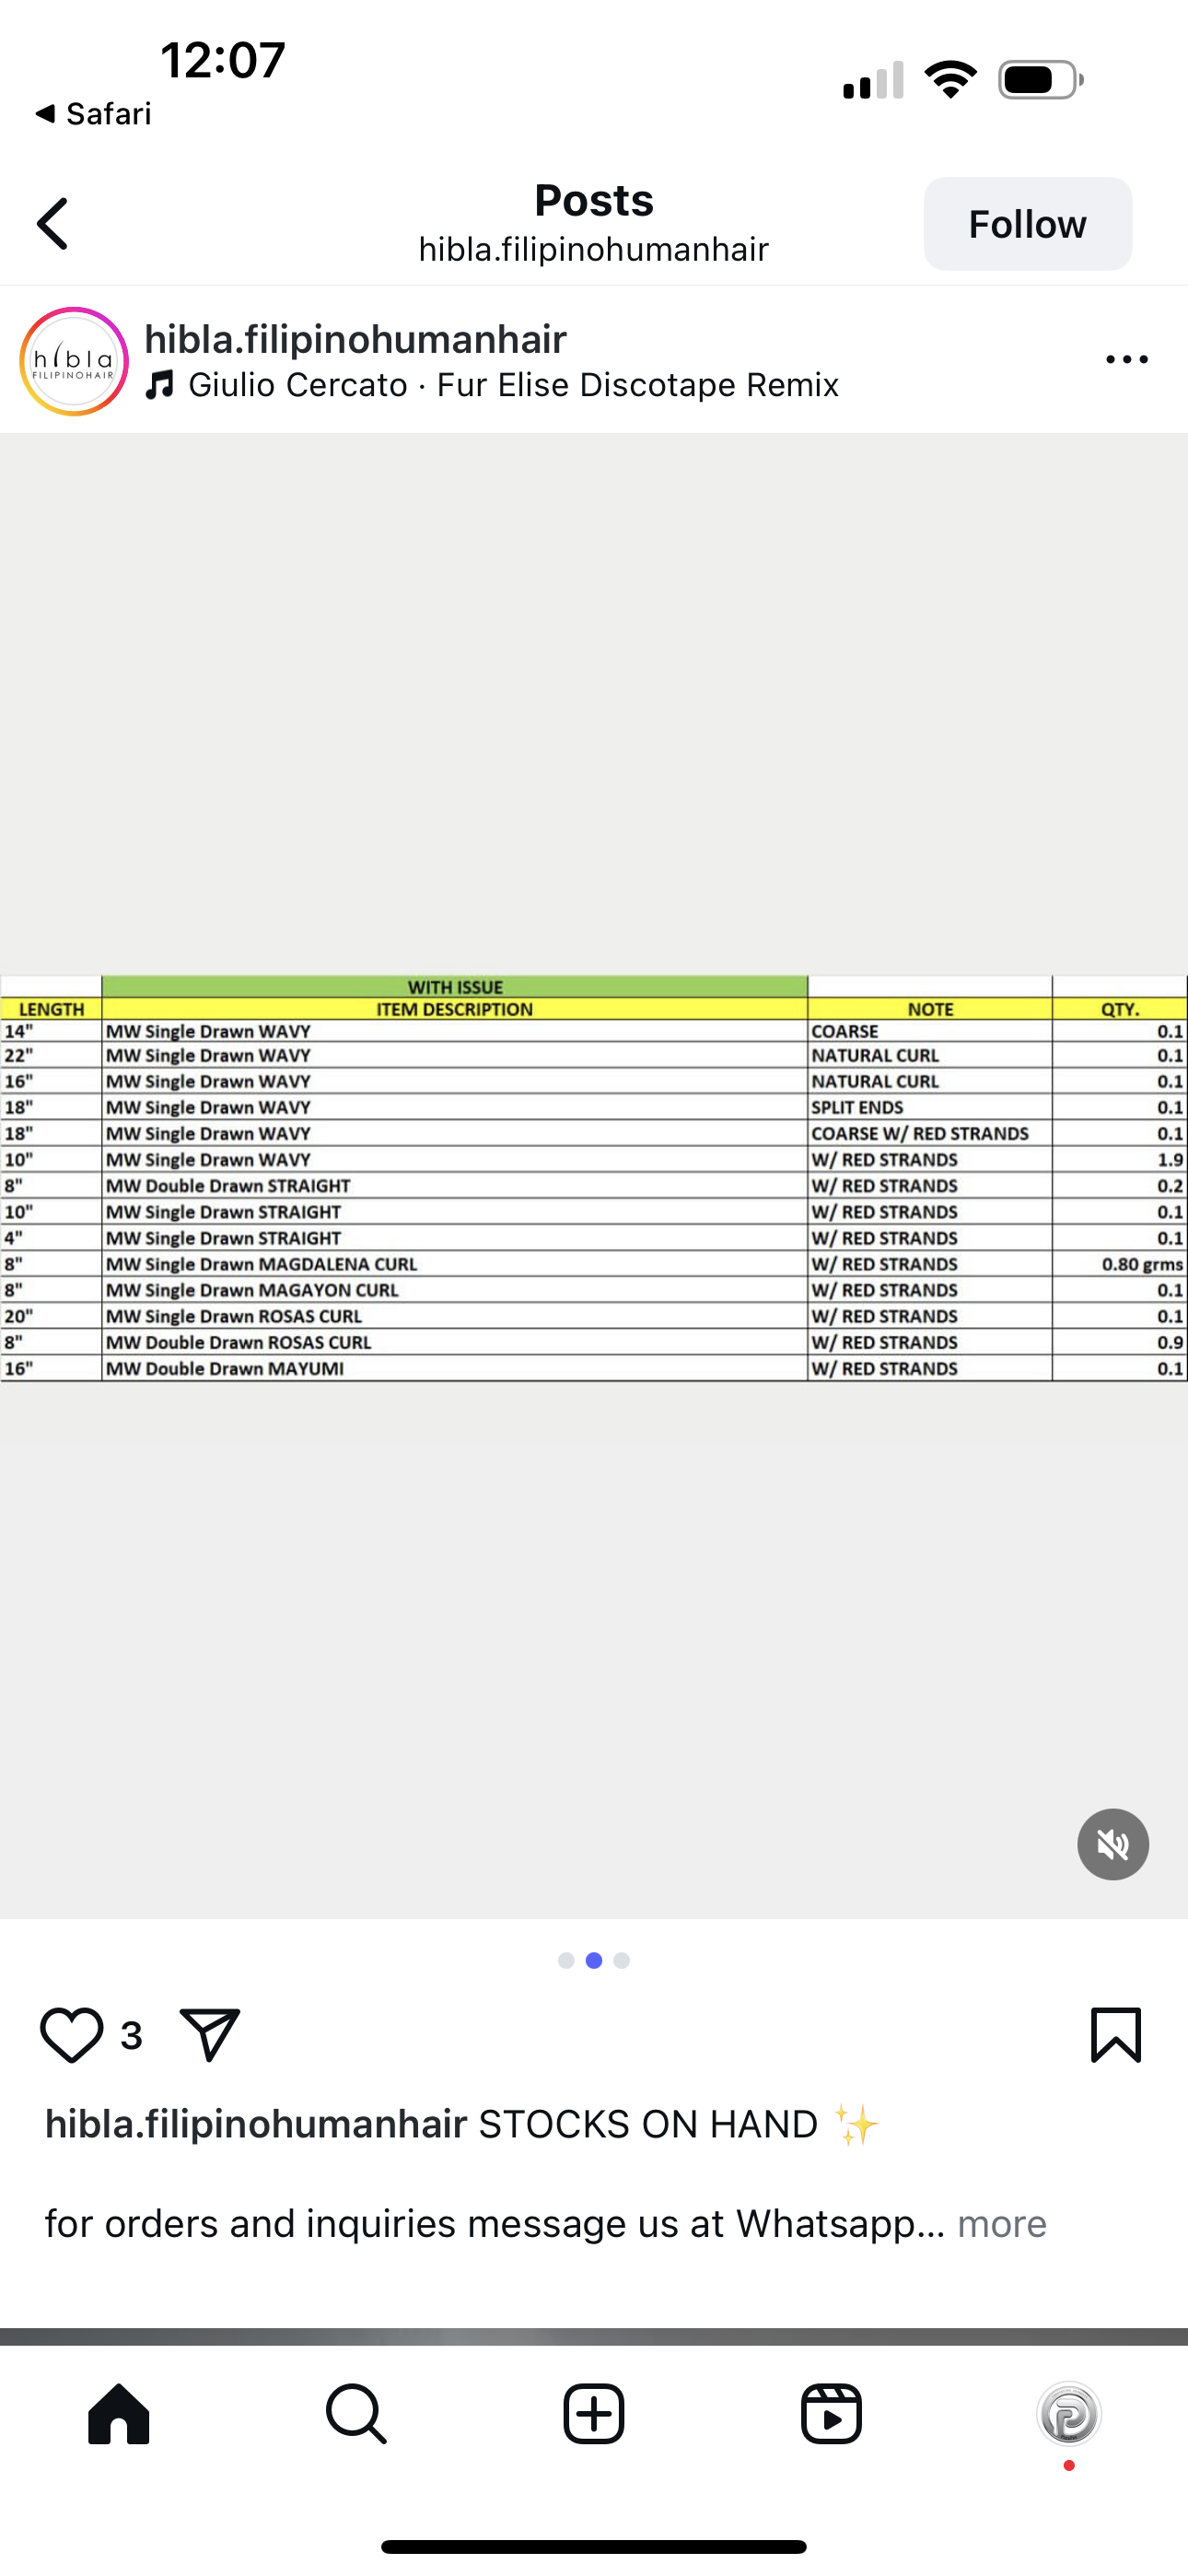 12:07
Safari
Posts
hibla.filipinohumanhair
Follow
hibla
FILIPINOHAIR
hibla.filipinohumanhair
Giulio Cercato · Fur Elise Discotape Remix
WITH ISSUE
LENGTH ITEM DESCRIPTION NOTE QTY.
14" MW Single Drawn WAVY COARSE 0.1
22" MW Single Drawn WAVY NATURAL CURL 0.1
16" MW Single Drawn WAVY NATURAL CURL 0.1
18" MW Single Drawn WAVY SPLIT ENDS 0.1
18" MW Single Drawn WAVY COARSE W/ RED STRANDS 0.1
10" MW Single Drawn WAVY W/ RED STRANDS 1.9
8" MW Double Drawn STRAIGHT W/ RED STRANDS 0.2
10" MW Single Drawn STRAIGHT W/ RED STRANDS 0.1
4" MW Single Drawn STRAIGHT W/ RED STRANDS 0.1
8" MW Single Drawn MAGDALENA CURL W/ RED STRANDS 0.80 grms
8" MW Single Drawn MAGAYON CURL W/ RED STRANDS 0.1
20" MW Single Drawn ROSAS CURL W/ RED STRANDS 0.1
8" MW Double Drawn ROSAS CURL W/ RED STRANDS 0.9
16" MW Double Drawn MAYUMI W/ RED STRANDS 0.1
3
hibla.filipinohumanhair STOCKS ON HAND ✨
for orders and inquiries message us at Whatsapp... more